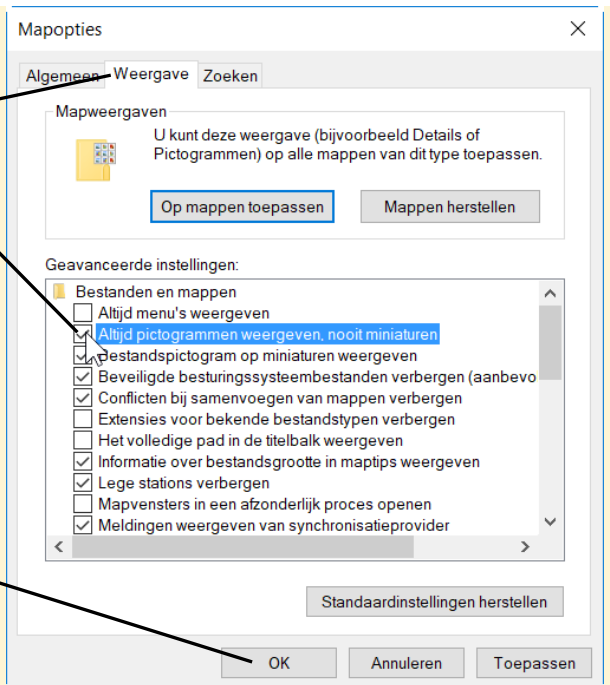 Mapopties
Algemeen Weergave Zoeken
Mapweergaven
U kunt deze weergave (bijvoorbeeld Details of
Pictogrammen) op alle mappen van dit type toepassen.
Op mappen toepassen Mappen herstellen
Geavanceerde instellingen:
Bestanden en mappen
Altijd menu's weergeven
Altijd pictogrammen weergeven, nooit miniaturen
Bestandspictogram op miniaturen weergeven
Beveiligde besturingssysteembestanden verbergen (aanbevo
Conflicten bij samenvoegen van mappen verbergen
Extensies voor bekende bestandstypen verbergen
Het volledige pad in de titelbalk weergeven
Informatie over bestandsgrootte in maptips weergeven
Lege stations verbergen
Mapvensters in een afzonderlijk proces openen
Meldingen weergeven van synchronisatieprovider
Standaardinstellingen herstellen
OK Annuleren Toepassen